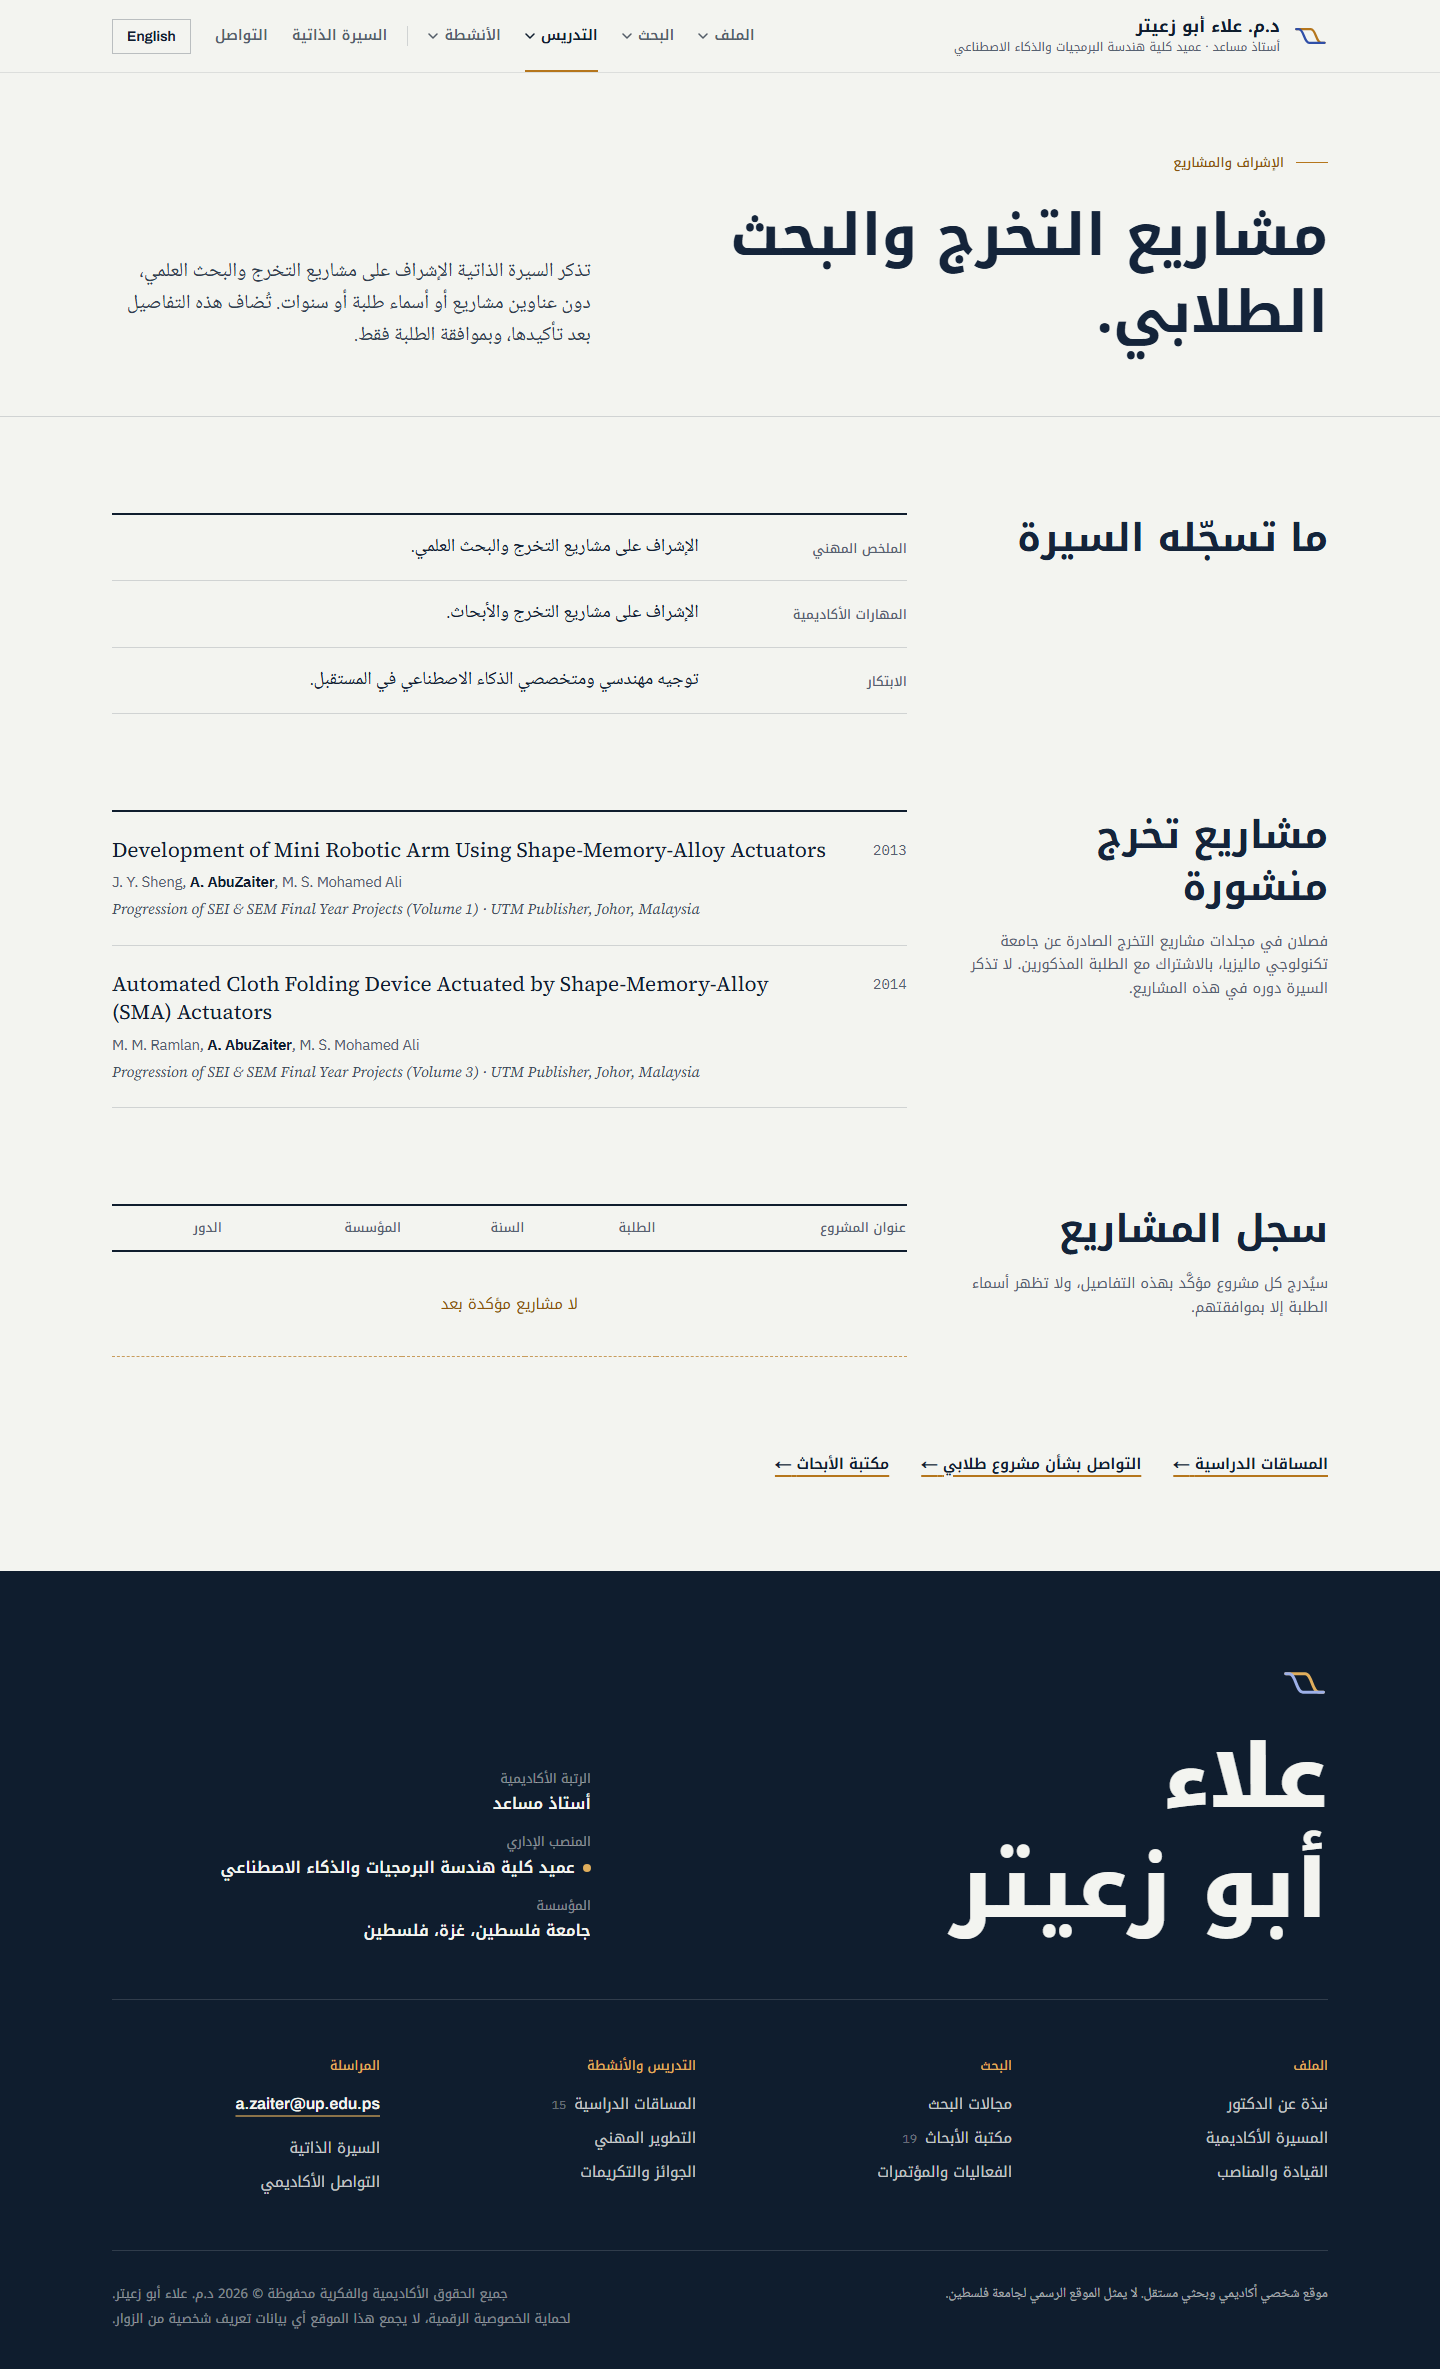 د.م. علاء أبو زعيتر
أستاذ مساعد · عميد كلية هندسة البرمجيات والذكاء الاصطناعي
الملف
البحث
التدريس
الأنشطة
السيرة الذاتية
التواصل
English
الإشراف والمشاريع
مشاريع التخرج والبحث
الطلابي.
تذكر السيرة الذاتية الإشراف على مشاريع التخرج والبحث العلمي،
دون عناوين مشاريع أو أسماء طلبة أو سنوات. تُضاف هذه التفاصيل
بعد تأكيدها، وبموافقة الطلبة فقط.
ما تسجّله السيرة
الملخص المهني
الإشراف على مشاريع التخرج والبحث العلمي.
المهارات الأكاديمية
الإشراف على مشاريع التخرج والأبحاث.
الابتكار
توجيه مهندسي ومتخصصي الذكاء الاصطناعي في المستقبل.
مشاريع تخرج
منشورة
فصلان في مجلدات مشاريع التخرج الصادرة عن جامعة
تكنولوجي ماليزيا، بالاشتراك مع الطلبة المذكورين. لا تذكر
السيرة دوره في هذه المشاريع.
2013
Development of Mini Robotic Arm Using Shape-Memory-Alloy Actuators
J. Y. Sheng, A. AbuZaiter, M. S. Mohamed Ali
Progression of SEI & SEM Final Year Projects (Volume 1) · UTM Publisher, Johor, Malaysia
2014
Automated Cloth Folding Device Actuated by Shape-Memory-Alloy
(SMA) Actuators
M. M. Ramlan, A. AbuZaiter, M. S. Mohamed Ali
Progression of SEI & SEM Final Year Projects (Volume 3) · UTM Publisher, Johor, Malaysia
سجل المشاريع
سيُدرج كل مشروع مؤكَّد بهذه التفاصيل، ولا تظهر أسماء
الطلبة إلا بموافقتهم.
عنوان المشروع
الطلبة
السنة
المؤسسة
الدور
لا مشاريع مؤكدة بعد
المساقات الدراسية ←
التواصل بشأن مشروع طلابي ←
مكتبة الأبحاث ←
علاء
أبو زعيتر
الرتبة الأكاديمية
أستاذ مساعد
المنصب الإداري
عميد كلية هندسة البرمجيات والذكاء الاصطناعي
المؤسسة
جامعة فلسطين، غزة، فلسطين
الملف
نبذة عن الدكتور
المسيرة الأكاديمية
القيادة والمناصب
البحث
مجالات البحث
مكتبة الأبحاث 19
الفعاليات والمؤتمرات
التدريس والأنشطة
المساقات الدراسية 15
التطوير المهني
الجوائز والتكريمات
المراسلة
a.zaiter@up.edu.ps
السيرة الذاتية
التواصل الأكاديمي
موقع شخصي أكاديمي وبحثي مستقل. لا يمثل الموقع الرسمي لجامعة فلسطين.
جميع الحقوق الأكاديمية والفكرية محفوظة © 2026 د.م. علاء أبو زعيتر.
لحماية الخصوصية الرقمية، لا يجمع هذا الموقع أي بيانات تعريف شخصية من الزوار.